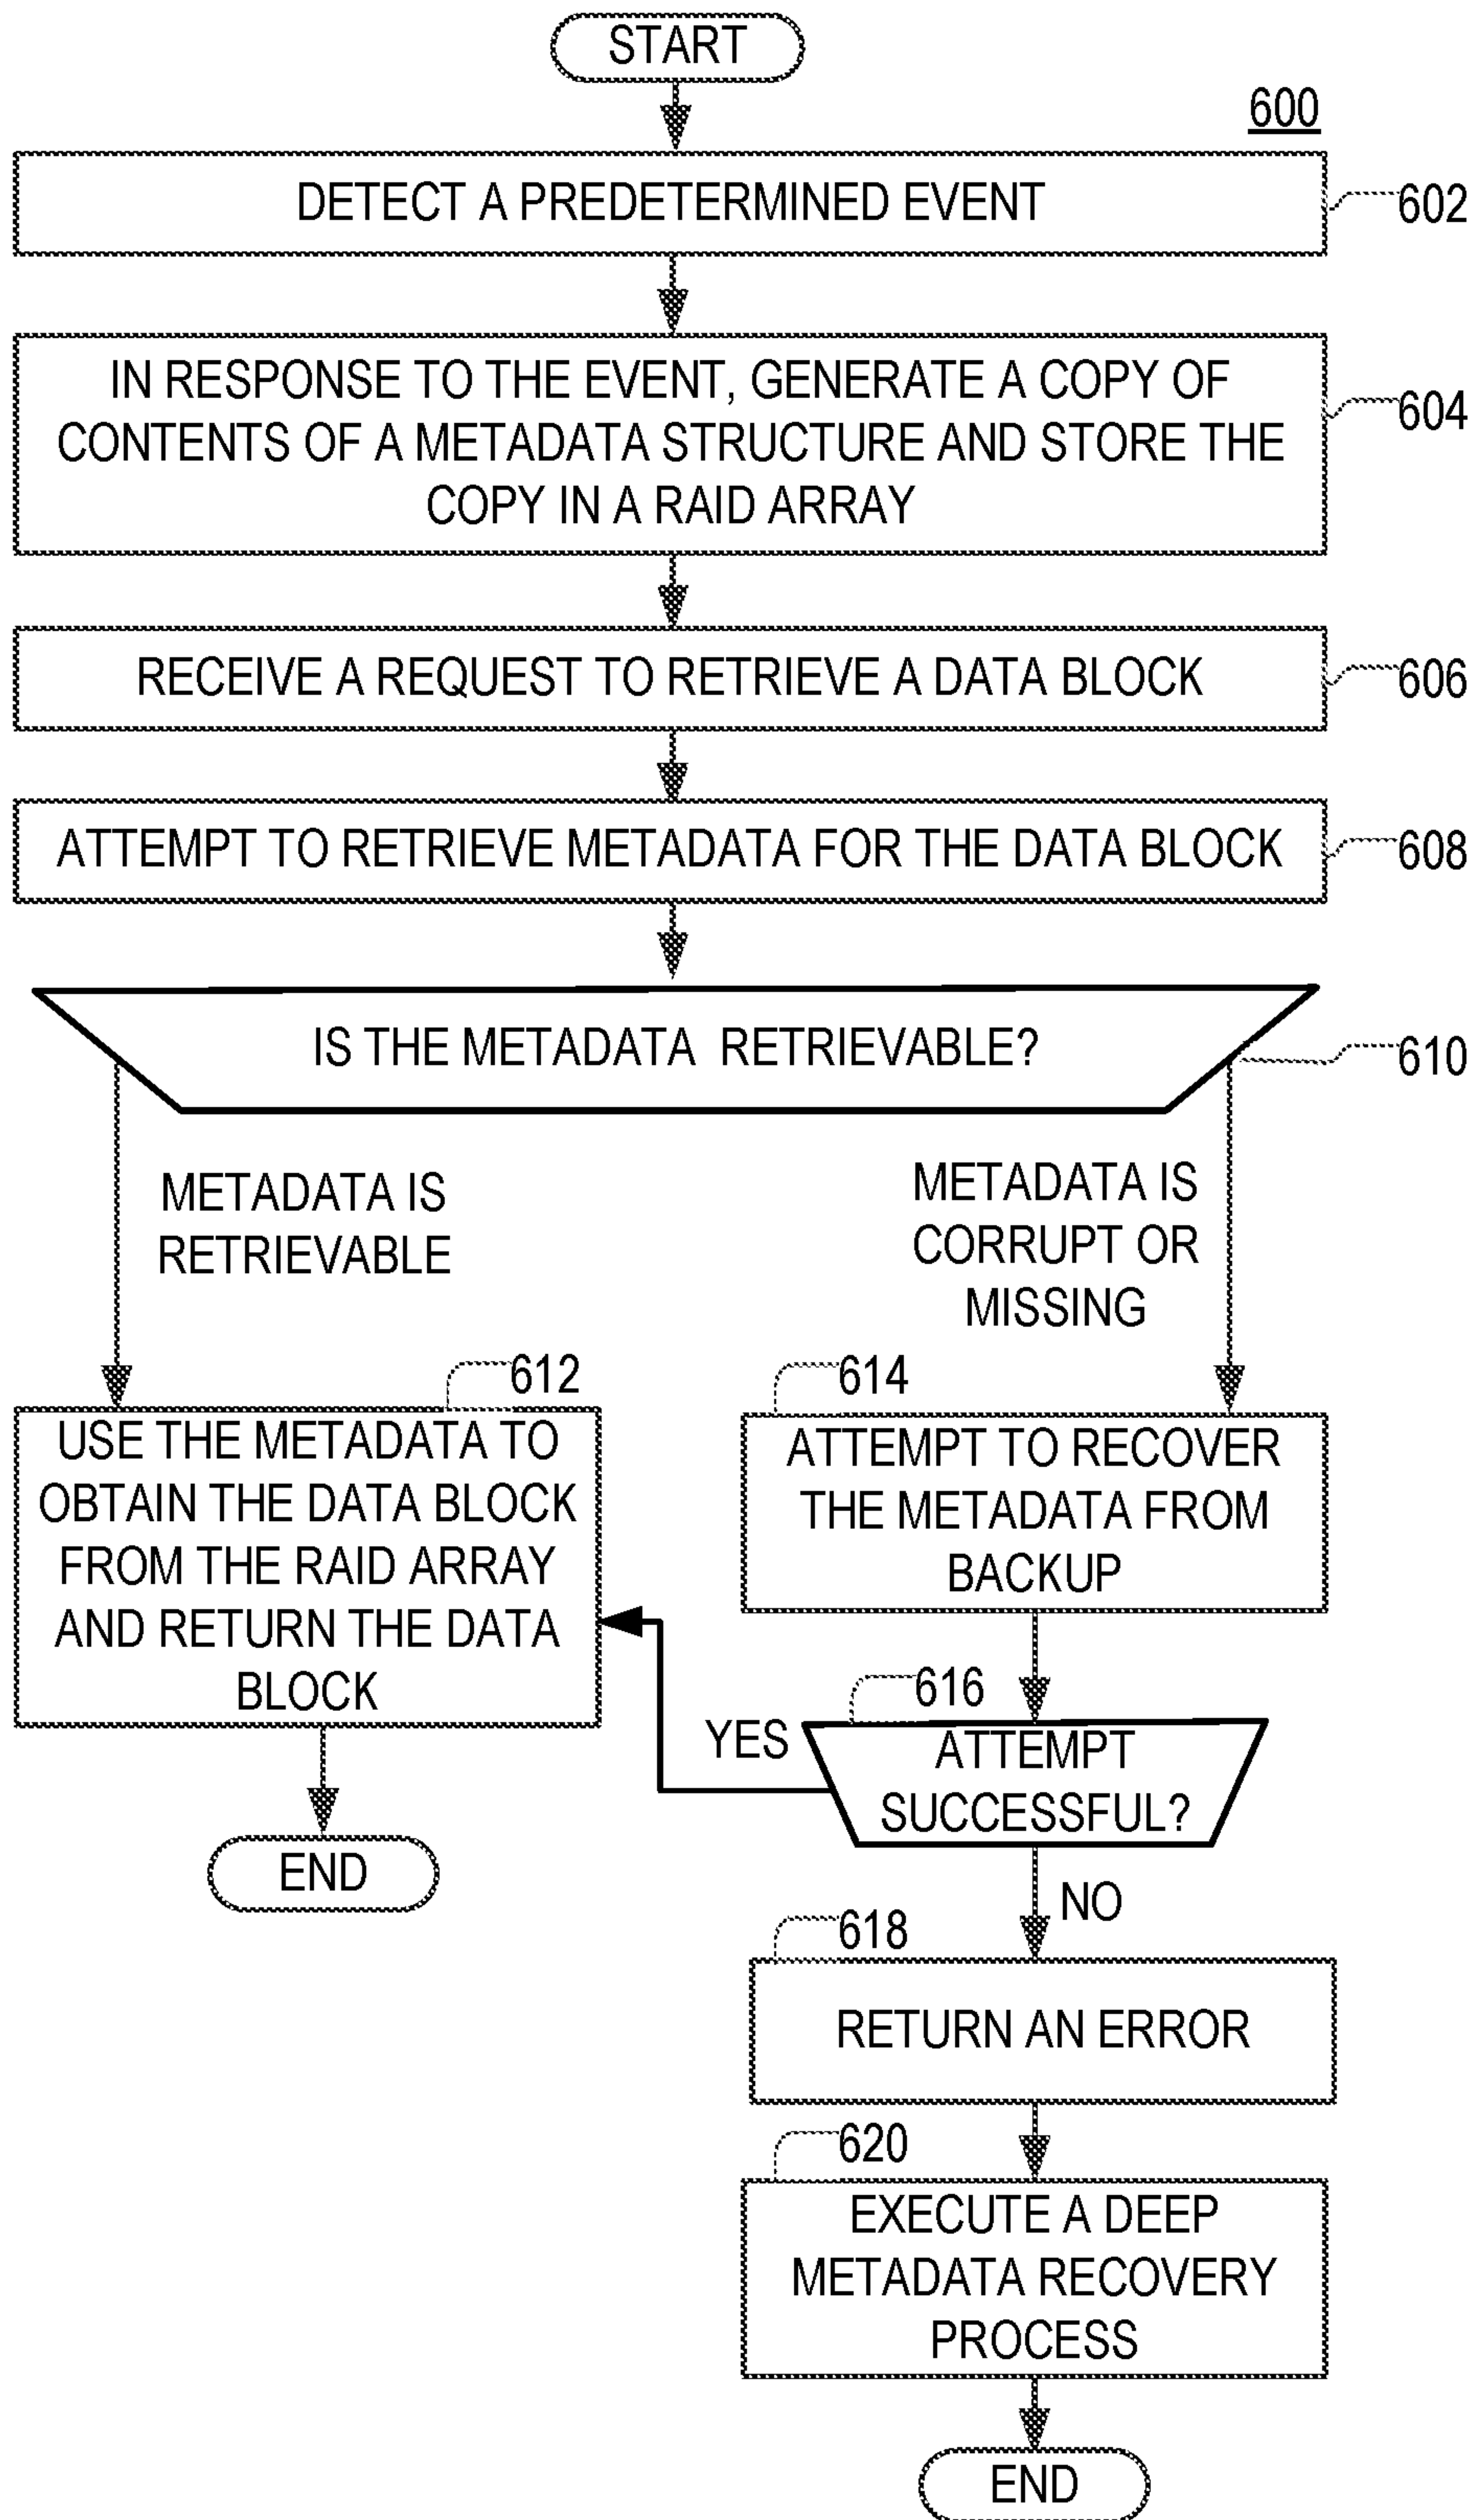 START
600
DETECT A PREDETERMINED EVENT
602
IN RESPONSE TO THE EVENT, GENERATE A COPY OF
CONTENTS OF A METADATA STRUCTURE AND STORE THE
COPY IN A RAID ARRAY
604
RECEIVE A REQUEST TO RETRIEVE A DATA BLOCK
606
ATTEMPT TO RETRIEVE METADATA FOR THE DATA BLOCK
608
IS THE METADATA RETRIEVABLE?
610
METADATA IS
RETRIEVABLE
METADATA IS
CORRUPT OR
MISSING
612
USE THE METADATA TO
OBTAIN THE DATA BLOCK
FROM THE RAID ARRAY
AND RETURN THE DATA
BLOCK
END
614
ATTEMPT TO RECOVER
THE METADATA FROM
BACKUP
616
YES
ATTEMPT
SUCCESSFUL?
NO
618
RETURN AN ERROR
620
EXECUTE A DEEP
METADATA RECOVERY
PROCESS
END